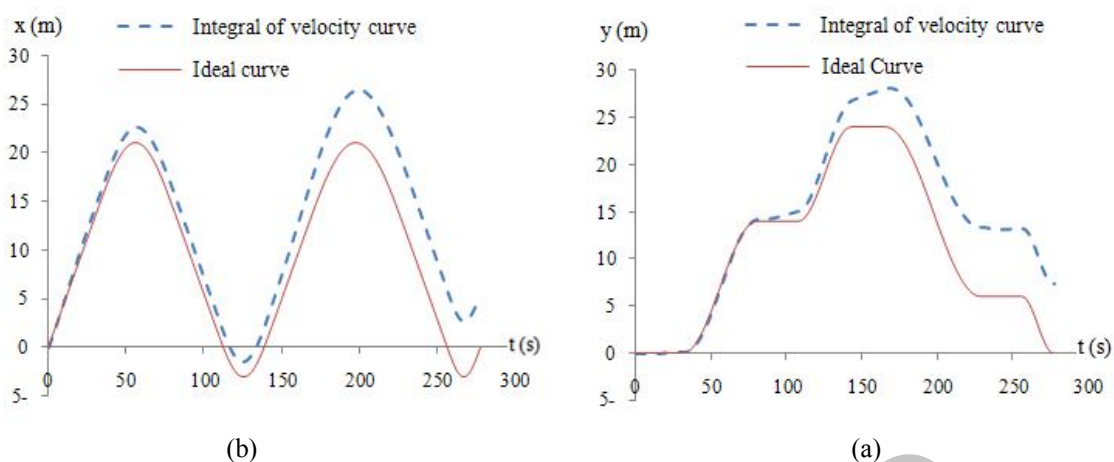 x (m)
Integral of velocity curve
Ideal curve
30
25
20
15
10
5
0
5-
0 50 100 150 200 250 300
t (s)
(b)
y (m)
Integral of velocity curve
Ideal Curve
30
25
20
15
10
5
0
5-
0 50 100 150 200 250 300
t (s)
(a)